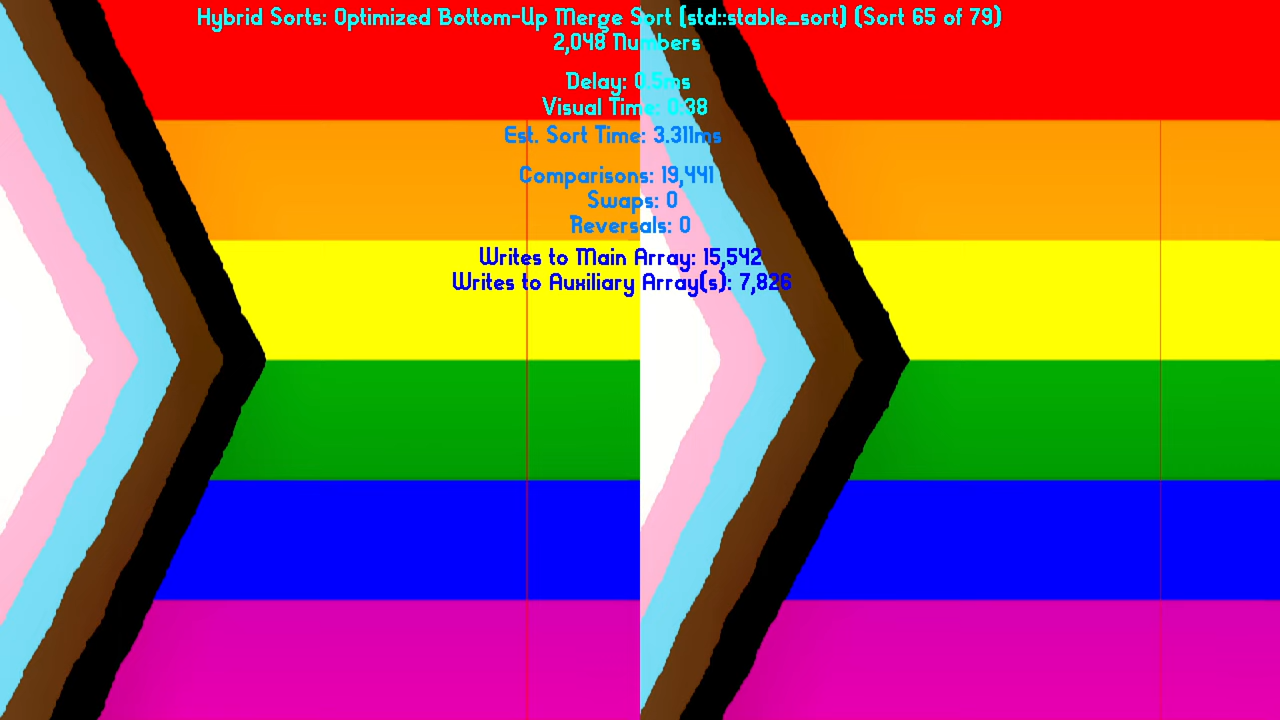 Hybrid Sorts: Optimized Bottom-Up Merge Sort (std::stable_sort) (Sort 65 of 79)
2,048 Numbers
Delay: 0.5ms
Visual Time: 0:38
Est. Sort Time: 3.311ms
Comparisons: 19,441
Swaps: 0
Reversals: 0
Writes to Main Array: 15,542
Writes to Auxiliary Array(s): 7,826